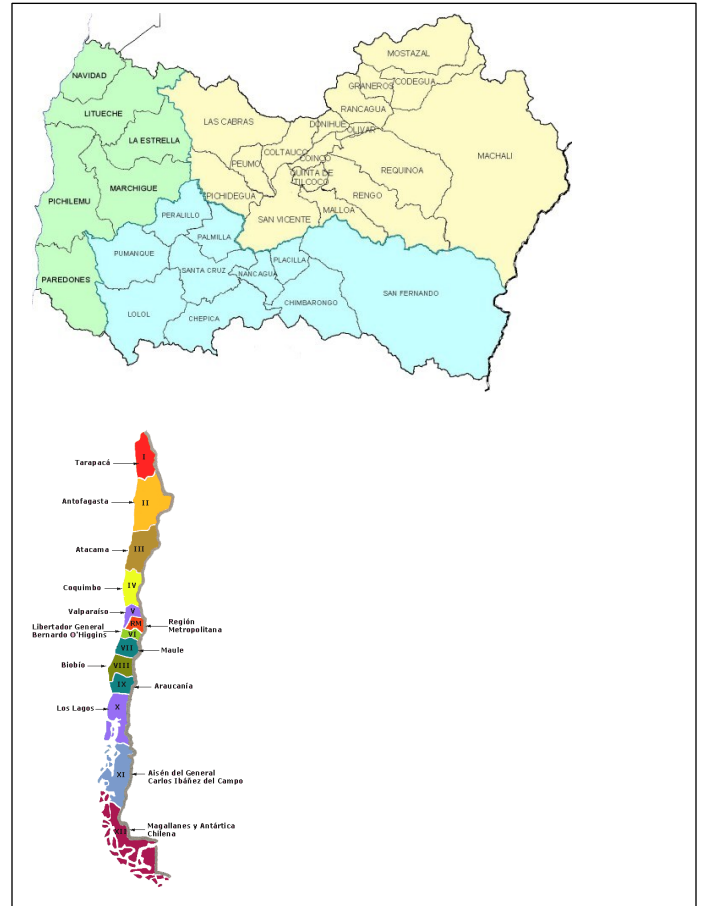 MOSTAZAL
NAVIDAD
GRANEROS
CODEGUA
RANCAGUA
LITUECHE
LAS CABRAS
DONIHUE
OLIVAR
LA ESTRELLA
COLTAUCO
COINCO
MACHALI
PEUMO
REQUINOA
QUINTA DE
TILCOCO
MARCHIGUE
PICHIDEGUA
RENGO
PICHILEMU
MALLOA
PERALILLO
SAN VICENTE
PALMILLA
PUMANQUE
PLACILLA
SANTA CRUZ
NANCAGUA
PAREDONES
SAN FERNANDO
CHIMBARONGO
LOLOL
CHEPICA
I
Tarapacá
II
Antofagasta
III
Atacama
IV
Coquimbo
V
Valparaíso
RM
Región
Metropolitana
Libertador General
Bernardo O'Higgins
VI
VII
Maule
VIII
Biobío
IX
Araucanía
X
Los Lagos
XI
Aisén del General
Carlos Ibáñez del Campo
XII
Magallanes y Antártica
Chilena